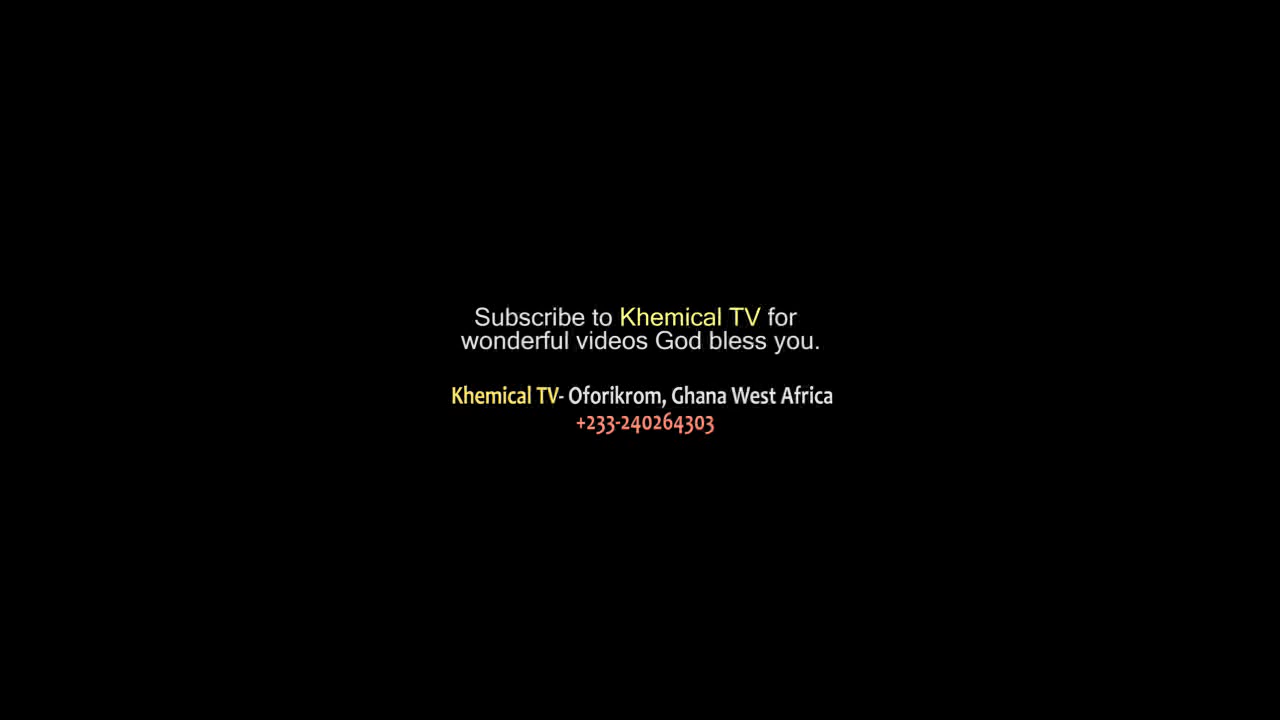 Subscribe to Khemical TV for
wonderful videos God bless you.
Khemical TV- Oforikrom, Ghana West Africa
+233-240264303